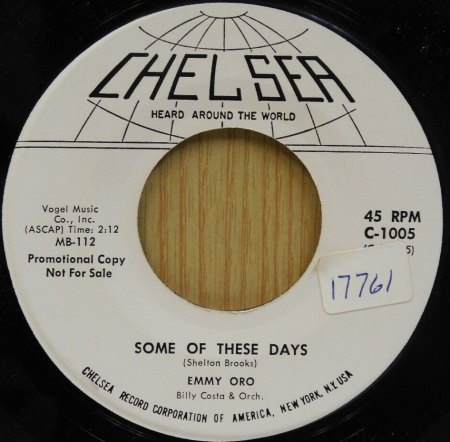 CHELSEA
HEARD AROUND THE WORLD
Vogel Music
Co., Inc.
(ASCAP) Time: 2:12
MB-112
Promotional Copy
Not For Sale
45 RPM
C-1005
17761
SOME OF THESE DAYS
(Shelton Brooks)
EMMY ORO
Billy Costa & Orch.
CHELSEA RECORD CORPORATION OF AMERICA, NEW YORK, N.Y. USA